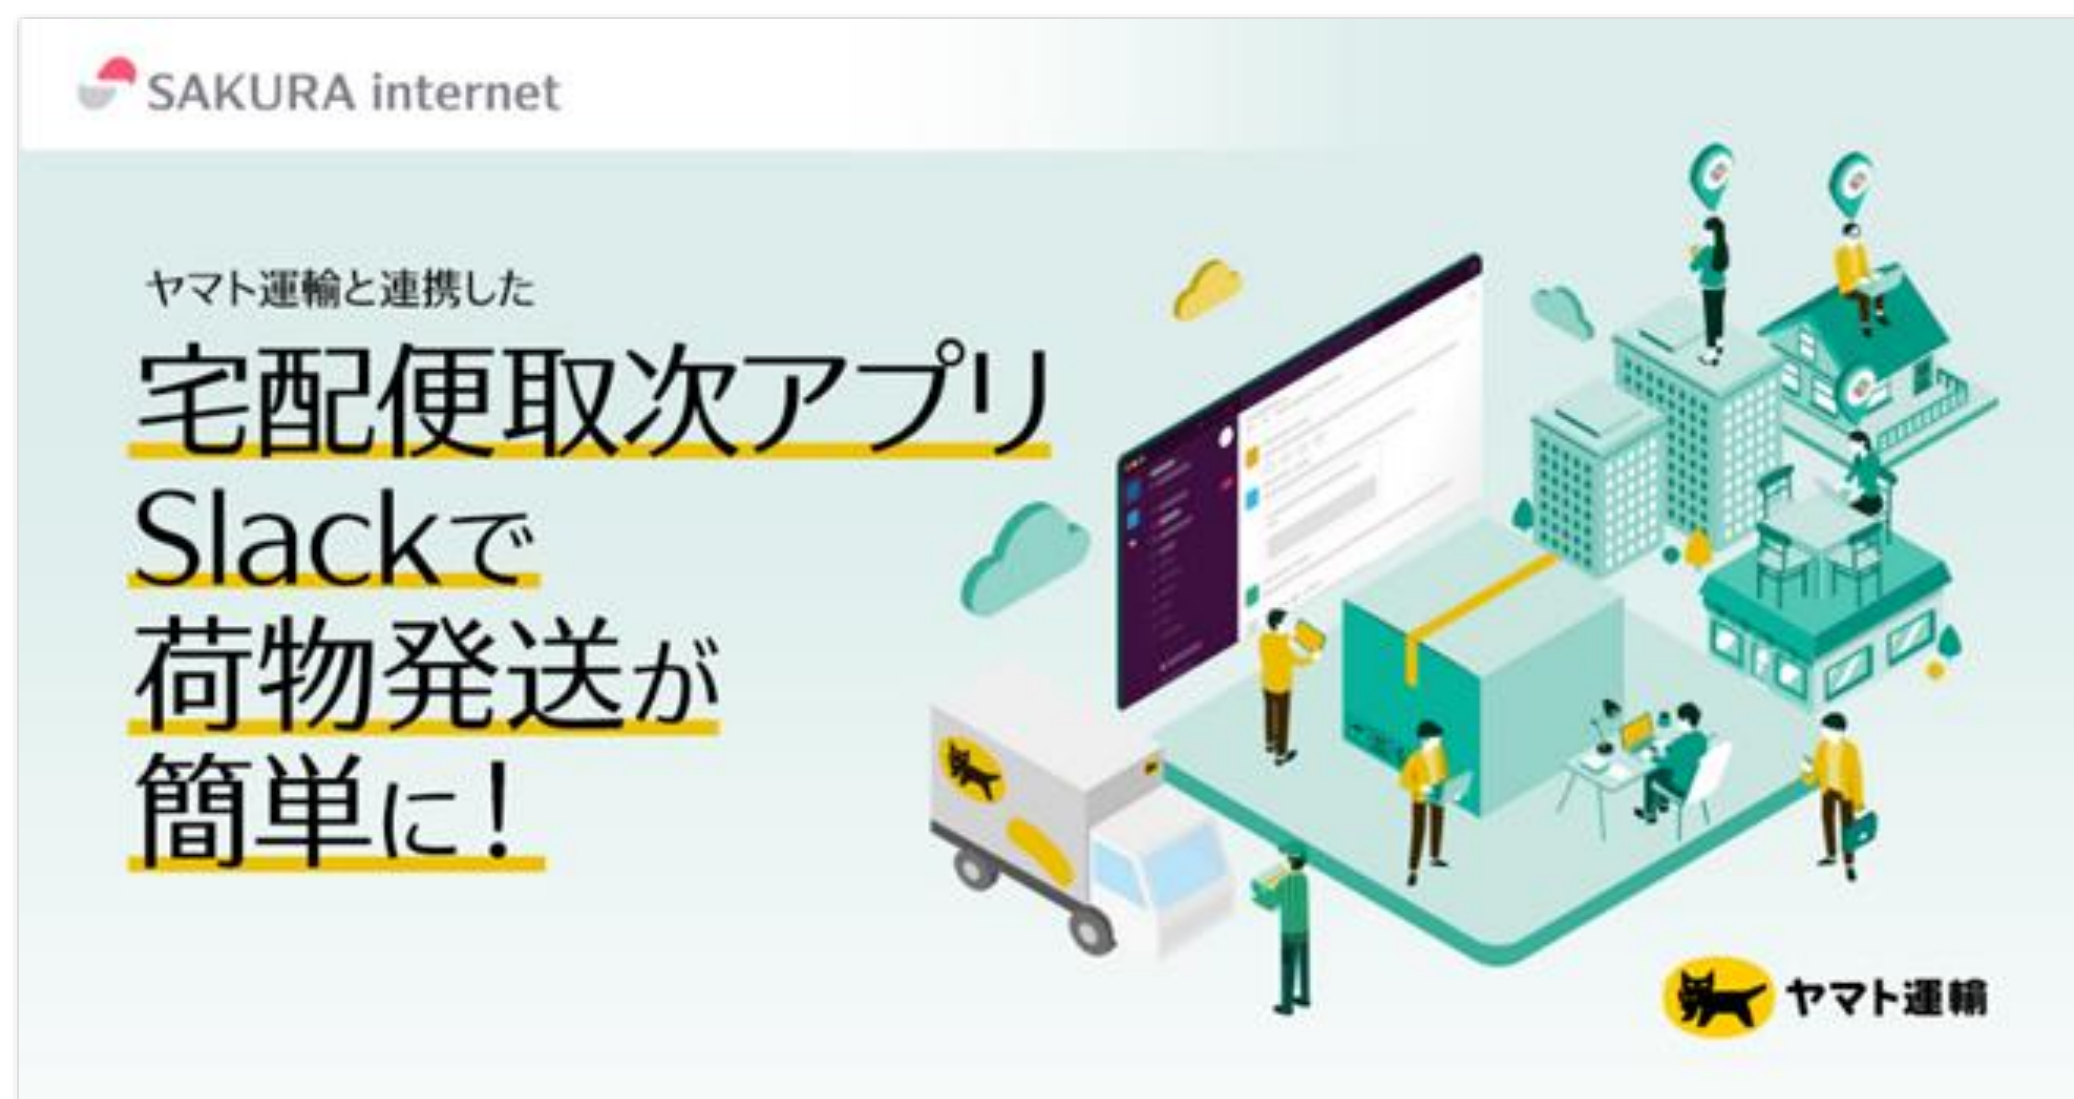 SAKURA internet
ヤマト運輸と連携した
宅配便取次アプリ
Slackで
荷物発送が
簡単に!
ヤマト運輸